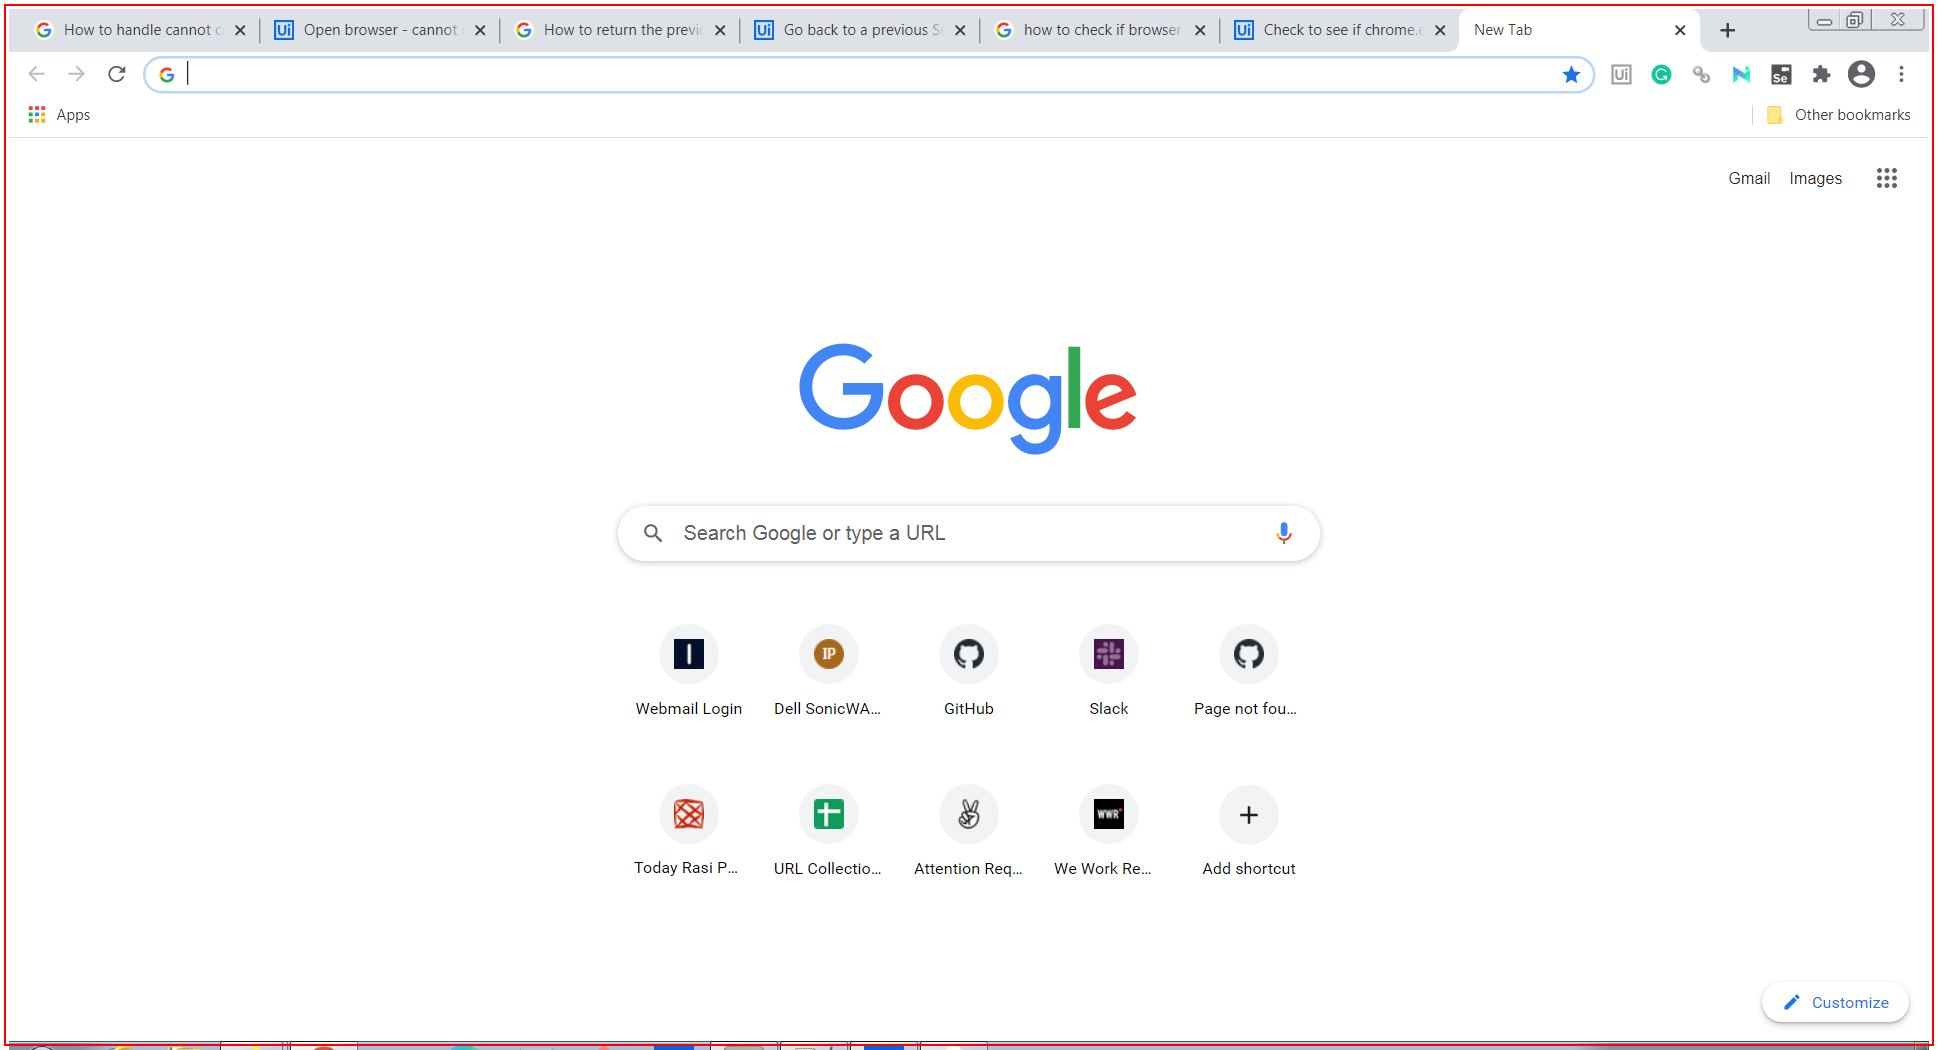 How to handle cannot c
Open browser - cannot
How to return the previ
Go back to a previous S
how to check if browser
Check to see if chrome.e
New Tab
Apps
Other bookmarks
Gmail
Images
Google
Search Google or type a URL
Webmail Login
IP
Dell SonicWA...
GitHub
Slack
Page not fou...
Today Rasi P...
URL Collectio...
Attention Req...
WWR
We Work Re...
Add shortcut
Customize